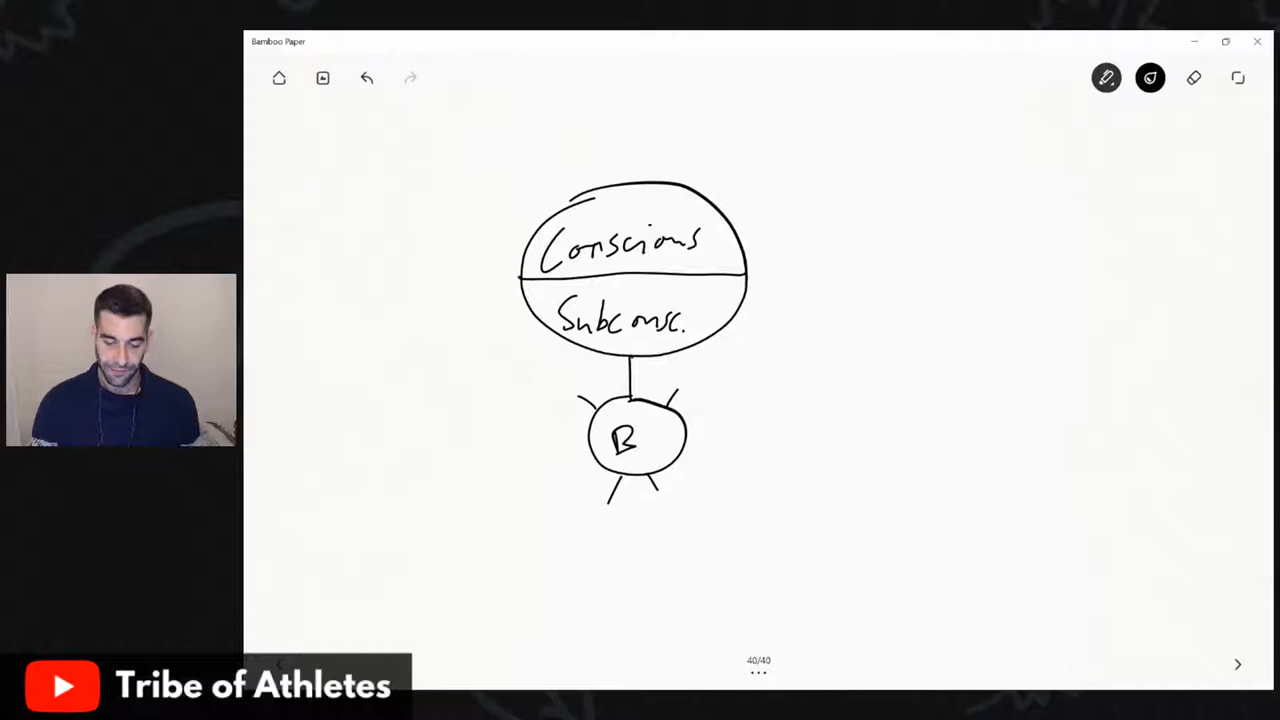 Bamboo Paper
Conscious
Subconsc.
B
40/40
Tribe of Athletes